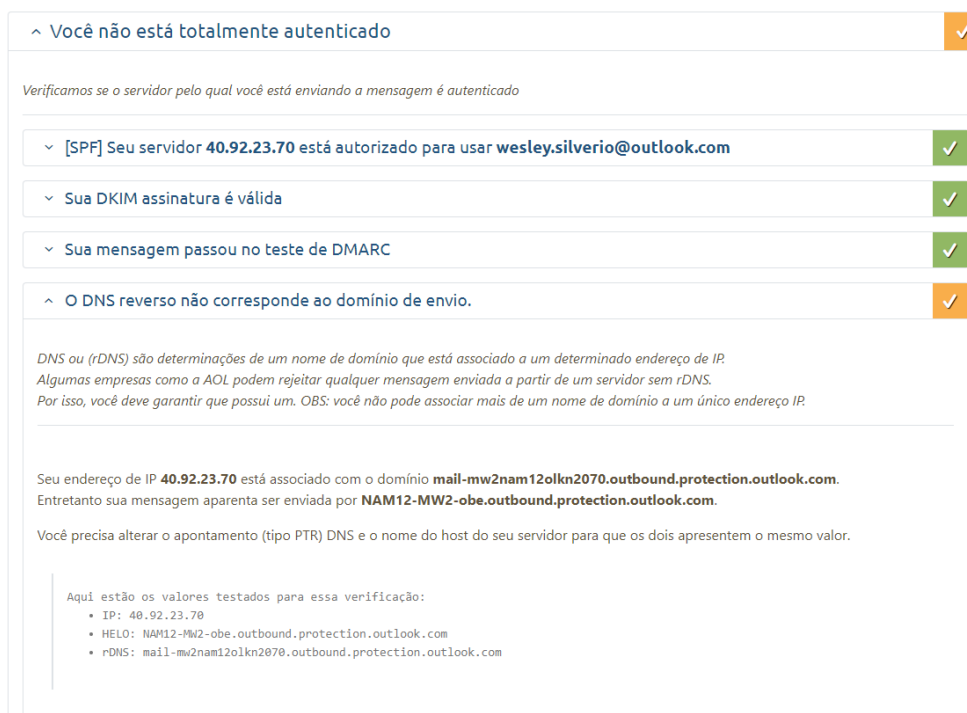 Você não está totalmente autenticado
Verificamos se o servidor pelo qual você está enviando a mensagem é autenticado
[SPF] Seu servidor 40.92.23.70 está autorizado para usar wesley.silverio@outlook.com
Sua DKIM assinatura é válida
Sua mensagem passou no teste de DMARC
O DNS reverso não corresponde ao domínio de envio.
DNS ou (rDNS) são determinações de um nome de domínio que está associado a um determinado endereço de IP.
Algumas empresas como a AOL podem rejeitar qualquer mensagem enviada a partir de um servidor sem rDNS.
Por isso, você deve garantir que possui um. OBS: você não pode associar mais de um nome de domínio a um único endereço IP.
Seu endereço de IP 40.92.23.70 está associado com o domínio mail-mw2nam12olkn2070.outbound.protection.outlook.com.
Entretanto sua mensagem aparenta ser enviada por NAM12-MW2-obe.outbound.protection.outlook.com.
Você precisa alterar o apontamento (tipo PTR) DNS e o nome do host do seu servidor para que os dois apresentem o mesmo valor.
Aqui estão os valores testados para essa verificação:
• IP: 40.92.23.70
• HELO: NAM12-MW2-obe.outbound.protection.outlook.com
• rDNS: mail-mw2nam12olkn2070.outbound.protection.outlook.com